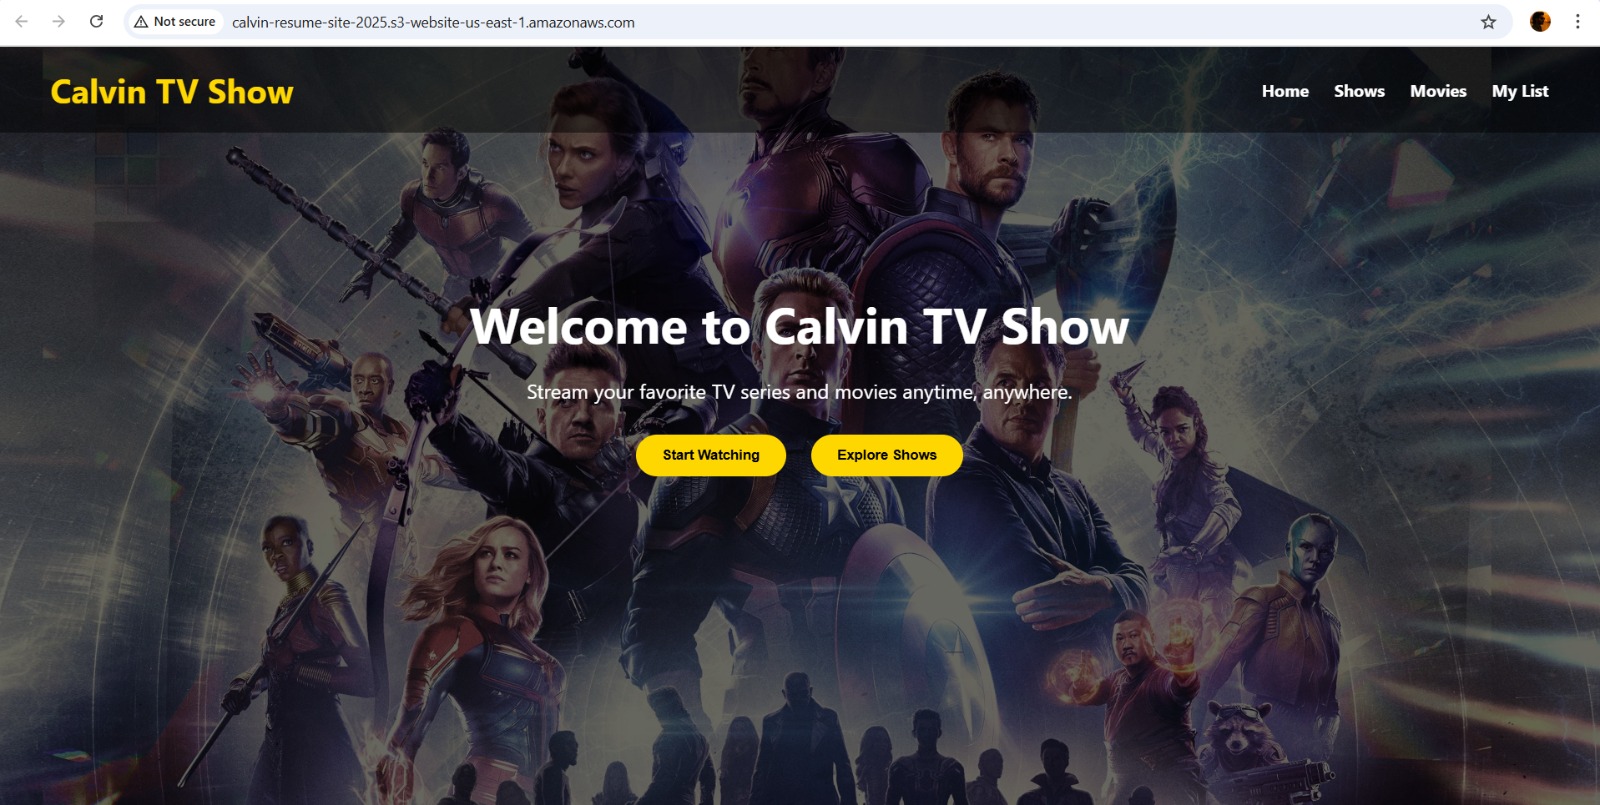 Not secure
calvin-resume-site-2025.s3-website-us-east-1.amazonaws.com
Calvin TV Show
Home Shows Movies My List
Welcome to Calvin TV Show
Stream your favorite TV series and movies anytime, anywhere.
Start Watching Explore Shows